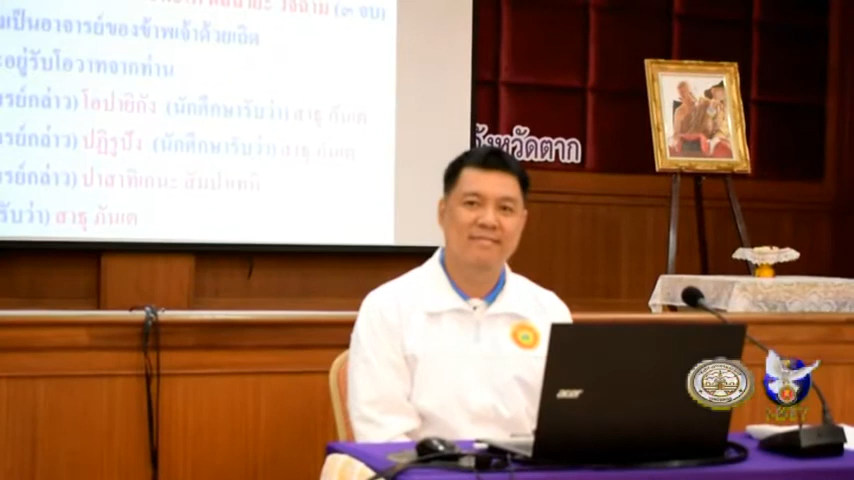 (๓ จบ)
เป็นอาจารย์ของข้าพเจ้าด้วยเถิด
อยู่รับโอวาทจากท่าน
กล่าว) โอปายิกัง (นักศึกษารับว่า) สาธุ ภันเต
กล่าว) ปฏิรูปัง (นักศึกษารับว่า) สาธุ ภันเต
กล่าว) ปาสาทิเกนะ สัมปาเทหิ
รับว่า) สาธุ ภันเต
จังหวัดตาก
acer